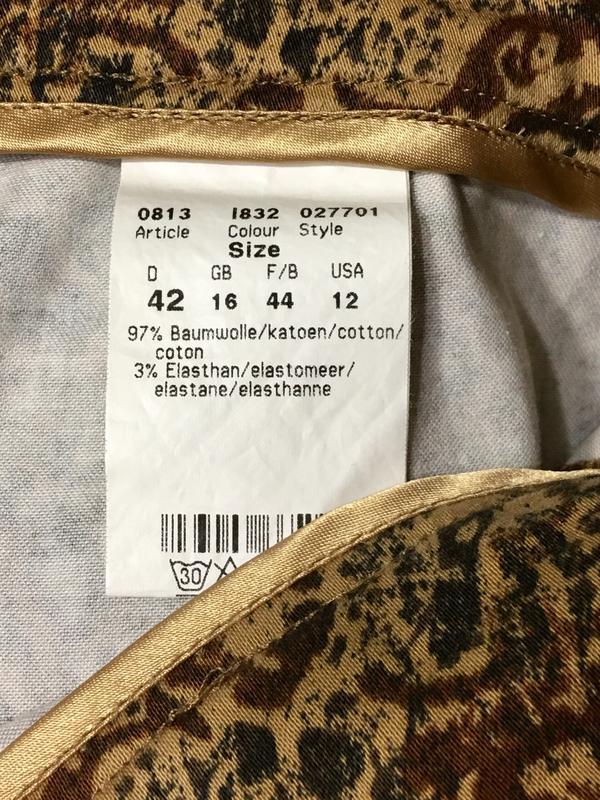 0813 1832 027701
Article Colour Style
Size
D GB F/B USA
42 16 44 12
97% Baumwolle/katoen/cotton/
coton
3% Elasthan/elastomeer/
elastane/elasthanne
30